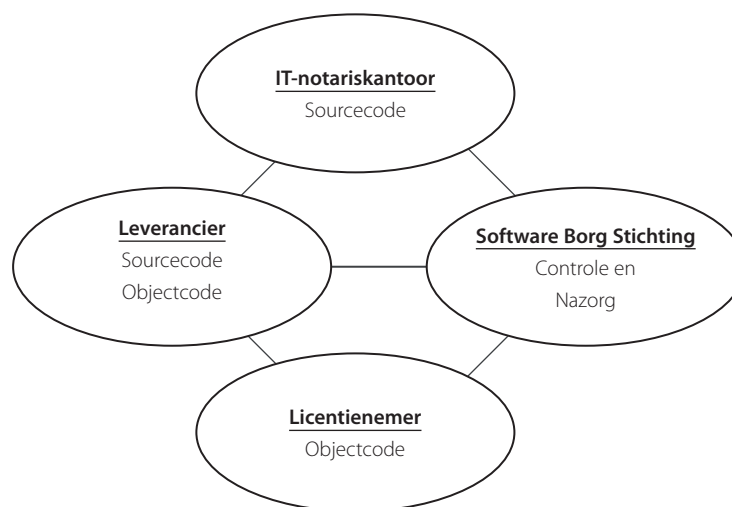 IT-notariskantoor
Sourcecode
Leverancier
Sourcecode
Objectcode
Software Borg Stichting
Controle en
Nazorg
Licentienemer
Objectcode